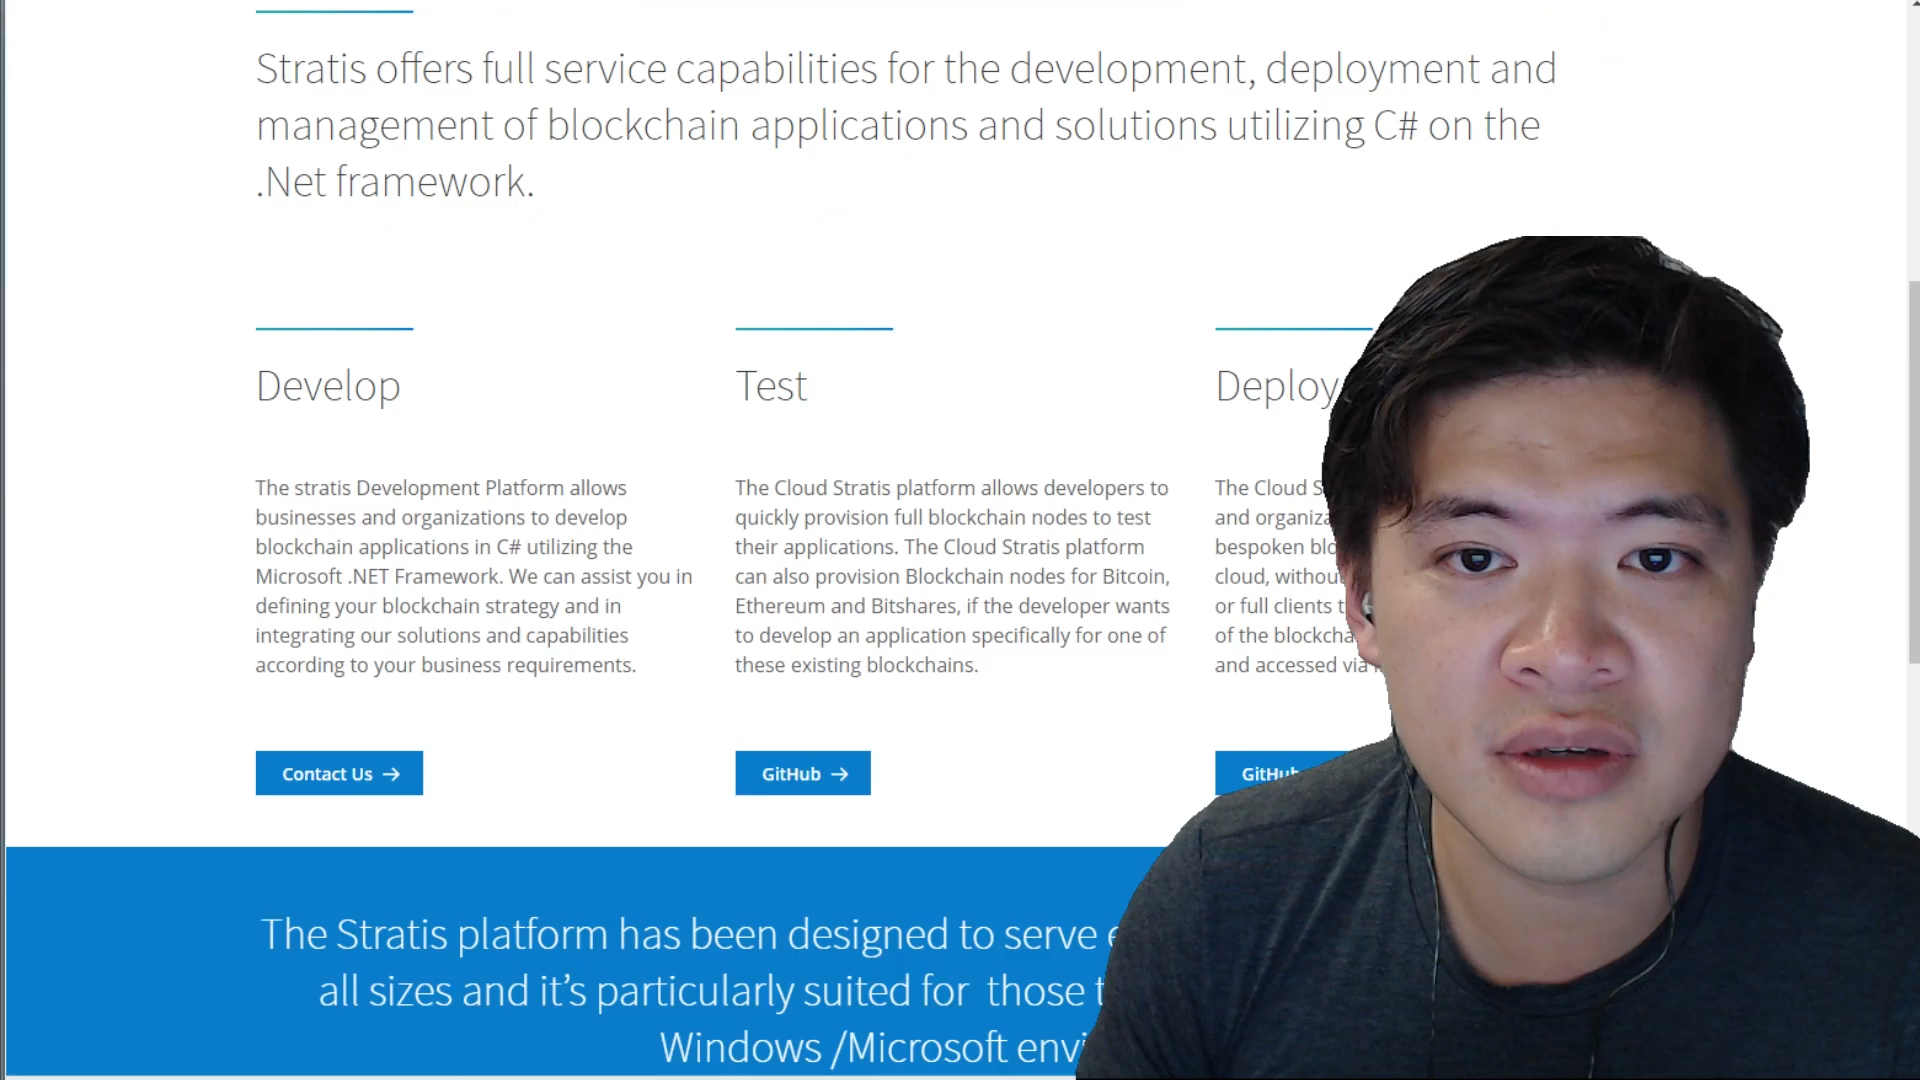 Stratis offers full service capabilities for the development, deployment and
management of blockchain applications and solutions utilizing C# on the
.Net framework.
Develop
The stratis Development Platform allows
businesses and organizations to develop
blockchain applications in C# utilizing the
Microsoft .NET Framework. We can assist you in
defining your blockchain strategy and in
integrating our solutions and capabilities
according to your business requirements.
Contact Us →
Test
The Cloud Stratis platform allows developers to
quickly provision full blockchain nodes to test
their applications. The Cloud Stratis platform
can also provision Blockchain nodes for Bitcoin,
Ethereum and Bitshares, if the developer wants
to develop an application specifically for one of
these existing blockchains.
GitHub →
Deploy
The Cloud
and
bespoken
cloud,
or full clients
of the
and accessed via
The Stratis platform has been designed to serve
all sizes and it’s particularly suited for those
Windows /Microsoft